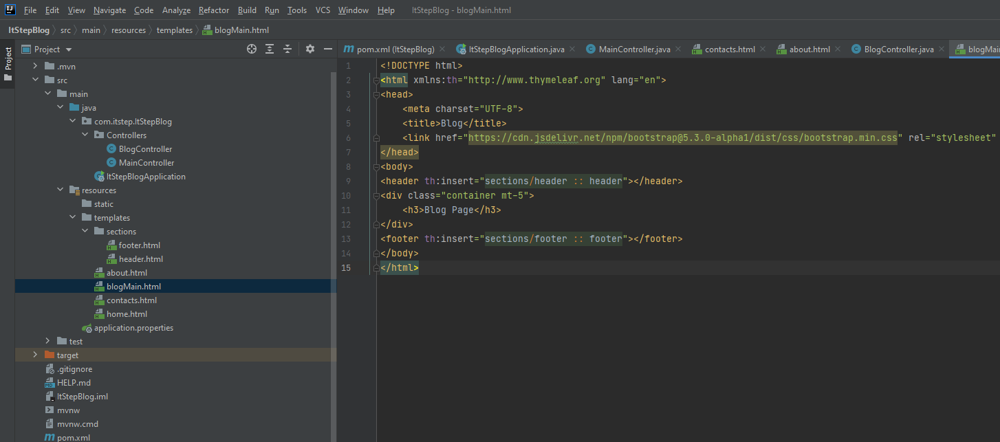 File Edit View Navigate Code Analyze Refactor Build Run Tools VCS Window Help ItStepBlog - blogMain.html
ItStepBlog src main resources templates blogMain.html
Project
Project
pom.xml (ItStepBlog) ItStepBlogApplication.java MainController.java contacts.html about.html BlogController.java blogMai
.mvn
src
main
java
com.itstep.ItStepBlog
Controllers
BlogController
MainController
ItStepBlogApplication
resources
static
templates
sections
footer.html
header.html
about.html
blogMain.html
contacts.html
home.html
application.properties
test
target
.gitignore
HELP.md
ItStepBlog.iml
mvnw
mvnw.cmd
pom.xml
1 <!DOCTYPE html>
2 <html xmlns:th="http://www.thymeleaf.org" lang="en">
3 <head>
4 <meta charset="UTF-8">
5 <title>Blog</title>
6 <link href="https://cdn.jsdelivr.net/npm/bootstrap@5.3.0-alpha1/dist/css/bootstrap.min.css" rel="stylesheet"
7 </head>
8 <body>
9 <header th:insert="sections/header :: header"></header>
10 <div class="container mt-5">
11 <h3>Blog Page</h3>
12 </div>
13 <footer th:insert="sections/footer :: footer"></footer>
14 </body>
15 </html>